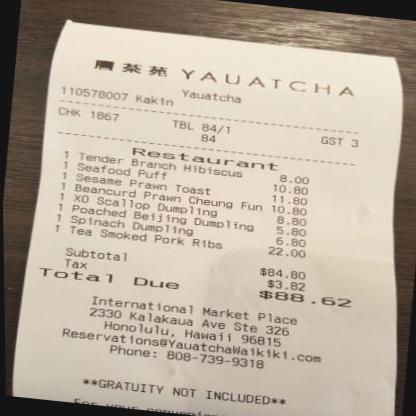 茶苑 YAUATCHA
Yauatcha
110578007 Kakin
CHK 1867 TBL 84/1 GST 3
84
Restaurant
1 Tender Branch Hibiscus 8.00
1 Seafood Puff 10.80
1 Sesame Prawn Toast 11.80
1 Beancurd Prawn Cheung Fun 10.80
1 XO Scallop Dumpling 8.80
1 Poached Beijing Dumpling 5.80
1 Spinach Dumpling 6.80
1 Tea Smoked Pork Ribs 22.00
Subtotal $84.80
Tax $3.82
Total Due $88.62
International Market Place
2330 Kalakaua Ave Ste 326
Honolulu, Hawaii 96815
Reservations@YauatchaWaikiki.com
Phone: 808-739-9318
**GRATUITY NOT INCLUDED**